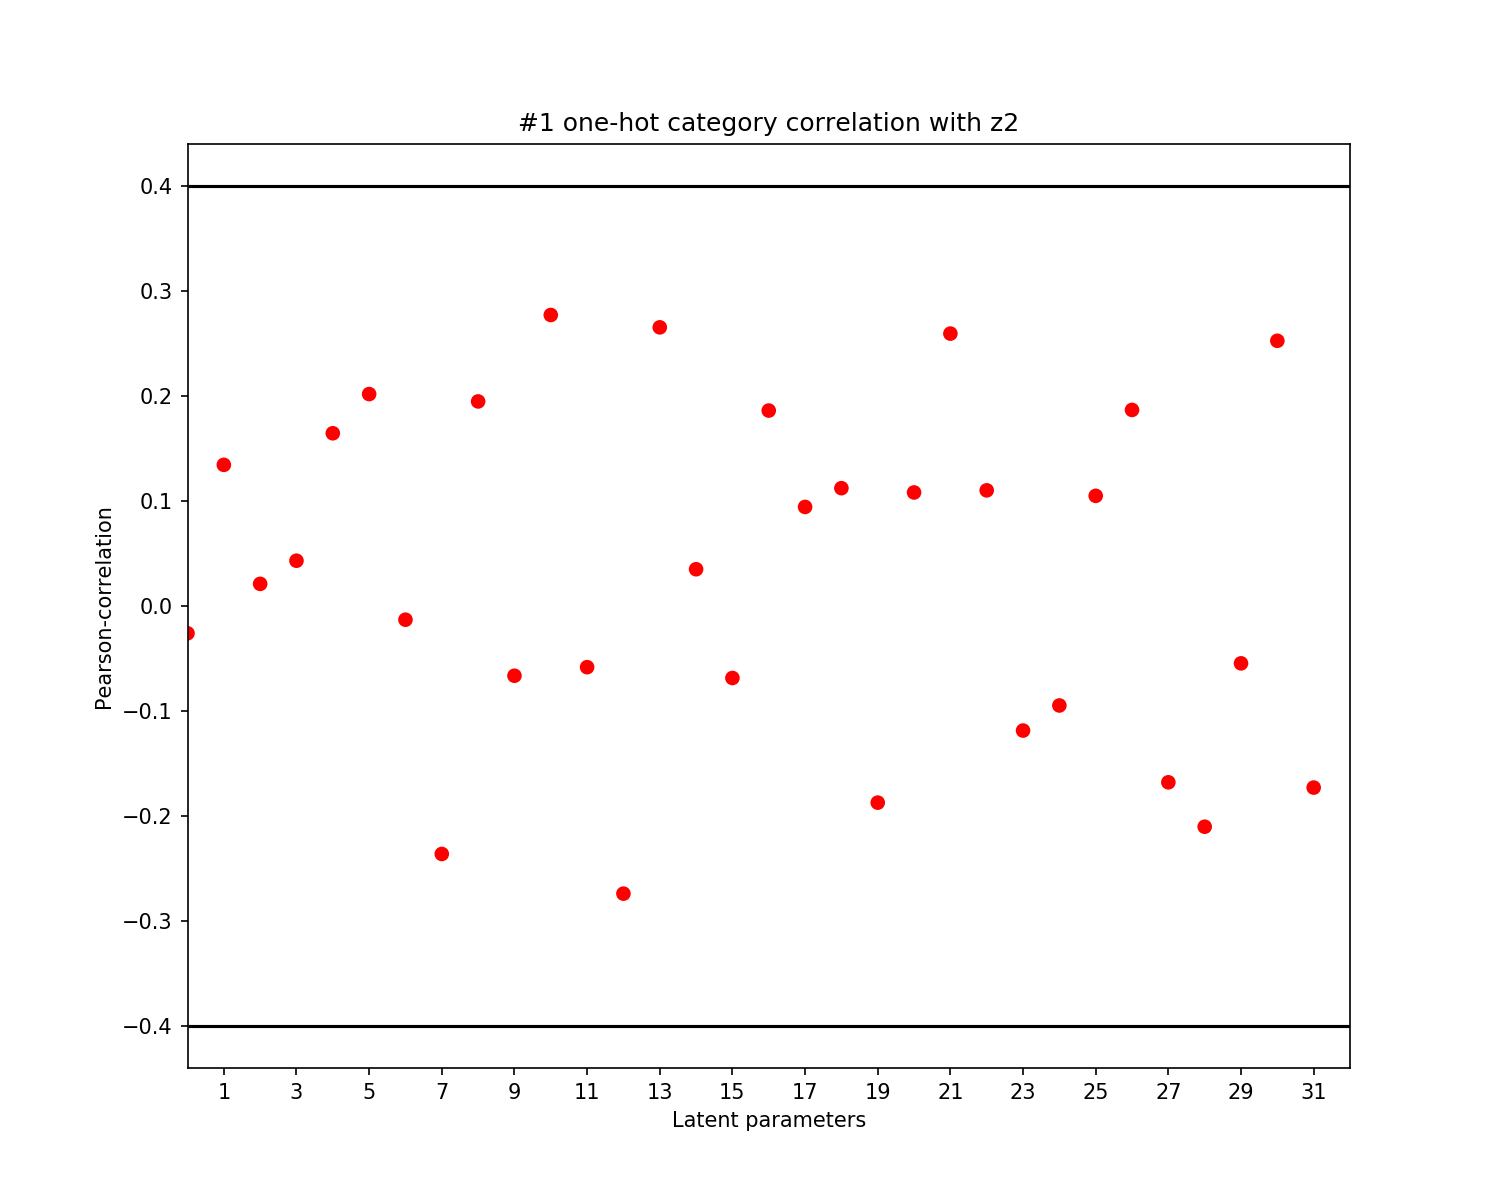 #1 one-hot category correlation with z2
0.4
0.3
0.2
0.1
0.0
−0.1
−0.2
−0.3
−0.4
Pearson-correlation
1 3 5 7 9 11 13 15 17 19 21 23 25 27 29 31
Latent parameters